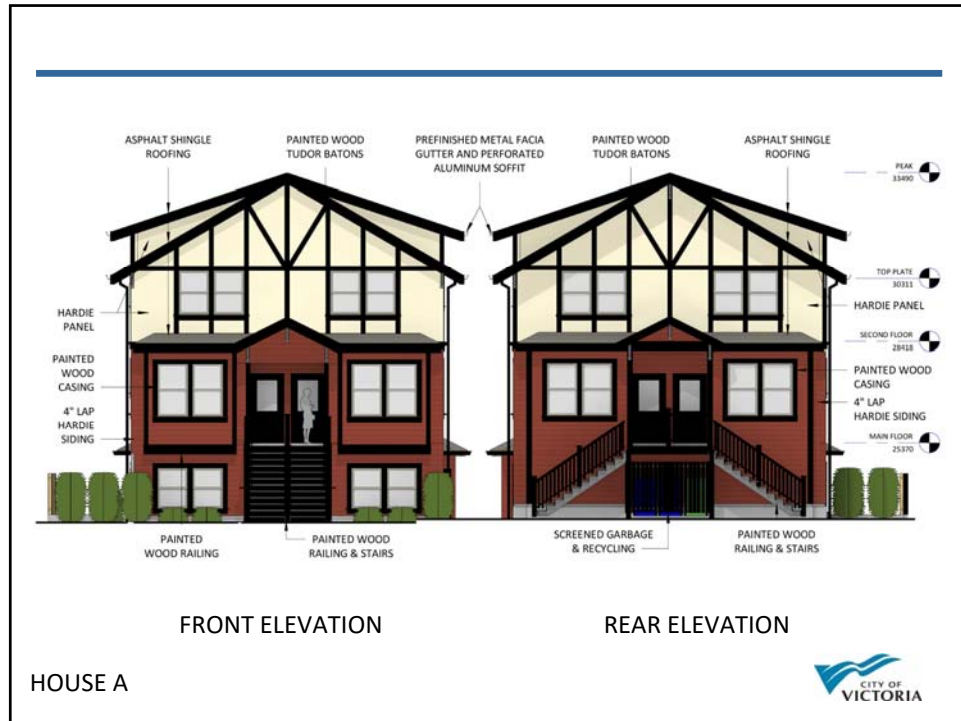 ASPHALT SHINGLE
ROOFING
PAINTED WOOD
TUDOR BATONS
PREFINISHED METAL FACIA
GUTTER AND PERFORATED
ALUMINUM SOFFIT
PAINTED WOOD
TUDOR BATONS
ASPHALT SHINGLE
ROOFING
PEAK
33490
TOP PLATE
30311
HARDIE
PANEL
HARDIE PANEL
SECOND FLOOR
28418
PAINTED
WOOD
CASING
PAINTED WOOD
CASING
4" LAP
HARDIE
SIDING
4" LAP
HARDIE SIDING
MAIN FLOOR
25370
PAINTED
WOOD RAILING
PAINTED WOOD
RAILING & STAIRS
SCREENED GARBAGE
& RECYCLING
PAINTED WOOD
RAILING & STAIRS
FRONT ELEVATION
REAR ELEVATION
HOUSE A
CITY OF
VICTORIA